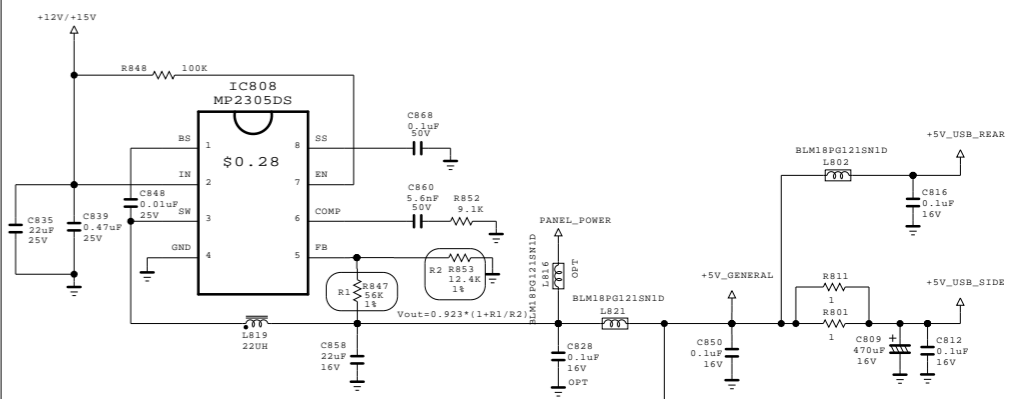 +12V/+15V
R848 100K
IC808
MP2305DS
$0.28
BS 1
IN 2
SW 3
GND 4
8 SS
7 EN
6 COMP
5 FB
C868
0.1uF
50V
C860
5.6nF
50V
R852
9.1K
C848
0.01uF
25V
C835
22uF
25V
C839
0.47uF
25V
R1
R847
56K
1%
R2
R853
12.4K
1%
Vout=0.923*(1+R1/R2)
L819
22UH
C858
22uF
16V
PANEL_POWER
BLM18PG121SN1D
L816
OPT
BLM18PG121SN1D
L821
C828
0.1uF
16V
OPT
+5V_GENERAL
C850
0.1uF
16V
BLM18PG121SN1D
L802
+5V_USB_REAR
C816
0.1uF
16V
R811
1
R801
1
+5V_USB_SIDE
+
C809
470uF
16V
C812
0.1uF
16V